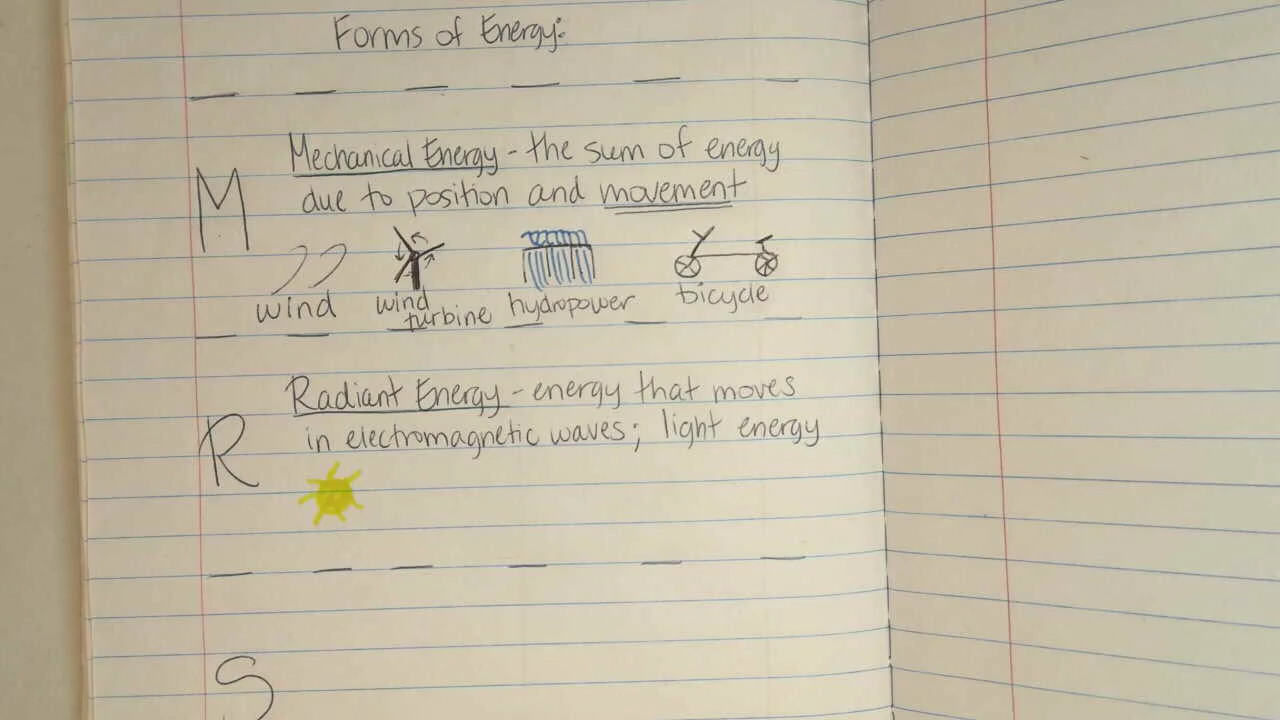 Forms of Energy:
M
Mechanical Energy - the sum of energy
due to position and movement
wind
wind
turbine
hydropower
bicycle
R
Radiant Energy - energy that moves
in electromagnetic waves; light energy
S